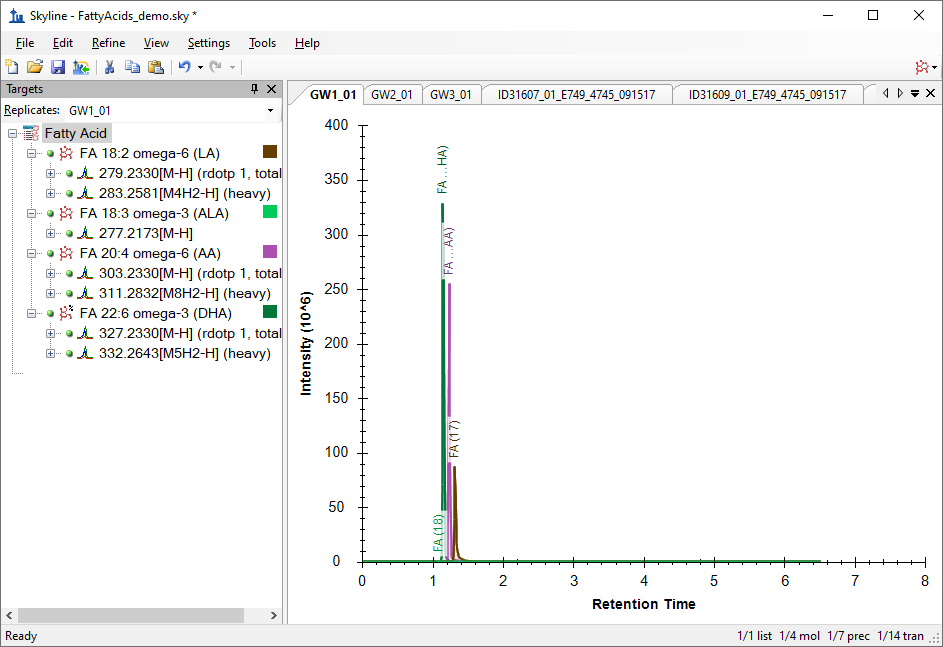 Skyline - FattyAcids_demo.sky *
File Edit Refine View Settings Tools Help
Targets
Replicates: GW1_01
Fatty Acid
FA 18:2 omega-6 (LA)
279.2330[M-H] (rdotp 1, total
283.2581[M4H2-H] (heavy)
FA 18:3 omega-3 (ALA)
277.2173[M-H]
FA 20:4 omega-6 (AA)
303.2330[M-H] (rdotp 1, total
311.2832[M8H2-H] (heavy)
FA 22:6 omega-3 (DHA)
327.2330[M-H] (rdotp 1, total
332.2643[M5H2-H] (heavy)
GW1_01 GW2_01 GW3_01 ID31607_01_E749_4745_091517 ID31609_01_E749_4745_091517
400
350
300
250
200
150
100
50
0
Intensity (10^6)
FA ...HA)
FA ...AA)
FA (17)
FA (18)
0 1 2 3 4 5 6 7 8
Retention Time
Ready
1/1 list 1/4 mol 1/7 prec 1/14 tran